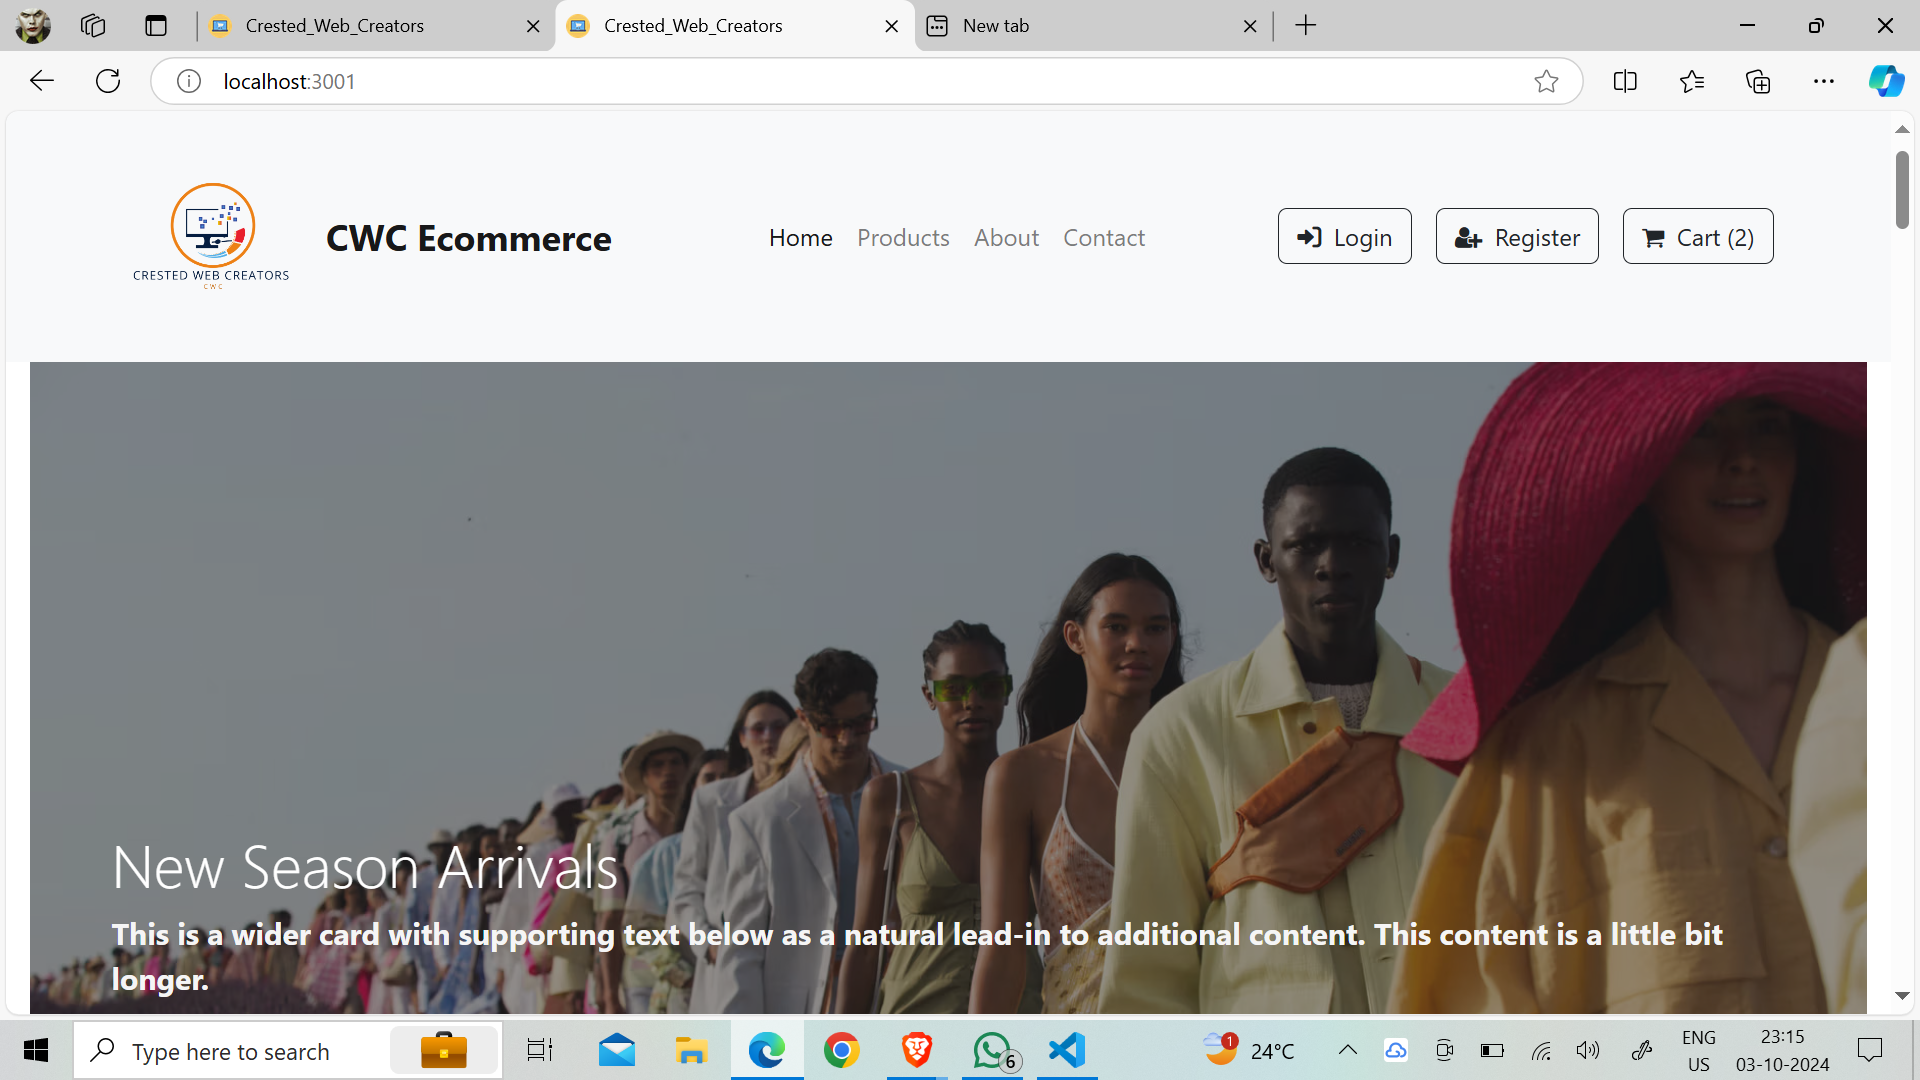 Crested_Web_Creators
Crested_Web_Creators
New tab
localhost:3001
CRESTED WEB CREATORS
CWC
CWC Ecommerce
Home
Products
About
Contact
Login
Register
Cart (2)
New Season Arrivals
This is a wider card with supporting text below as a natural lead-in to additional content. This content is a little bit
longer.
Type here to search
6
1
24°C
ENG
US
23:15
03-10-2024